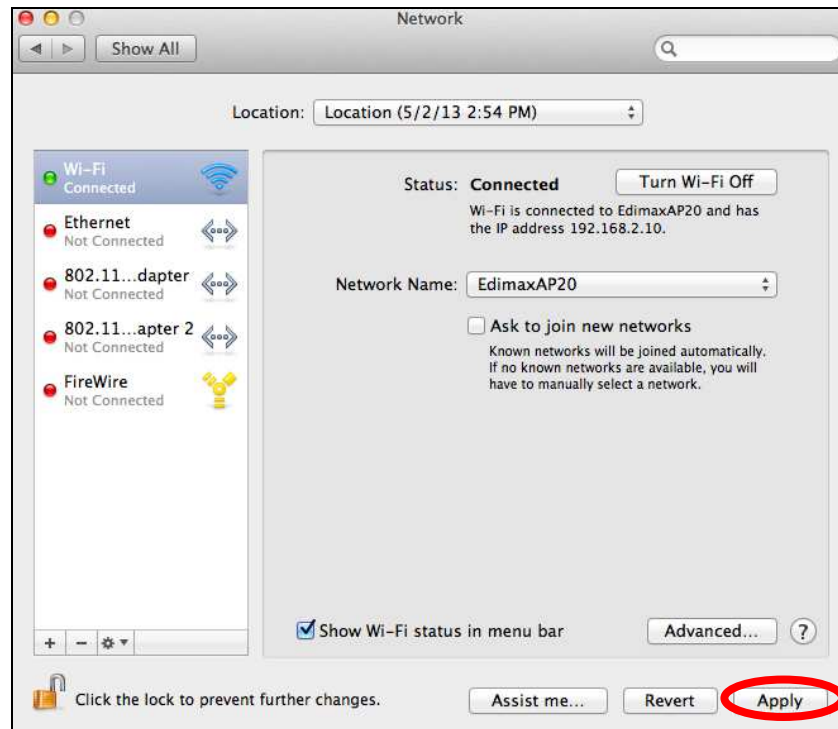 Network
Show All
Location: Location (5/2/13 2:54 PM)
Wi-Fi
Connected
Ethernet
Not Connected
802.11...dapter
Not Connected
802.11...apter 2
Not Connected
FireWire
Not Connected
Status: Connected Turn Wi-Fi Off
Wi-Fi is connected to EdimaxAP20 and has
the IP address 192.168.2.10.
Network Name: EdimaxAP20
Ask to join new networks
Known networks will be joined automatically.
If no known networks are available, you will
have to manually select a network.
Show Wi-Fi status in menu bar Advanced... ?
Click the lock to prevent further changes. Assist me... Revert Apply